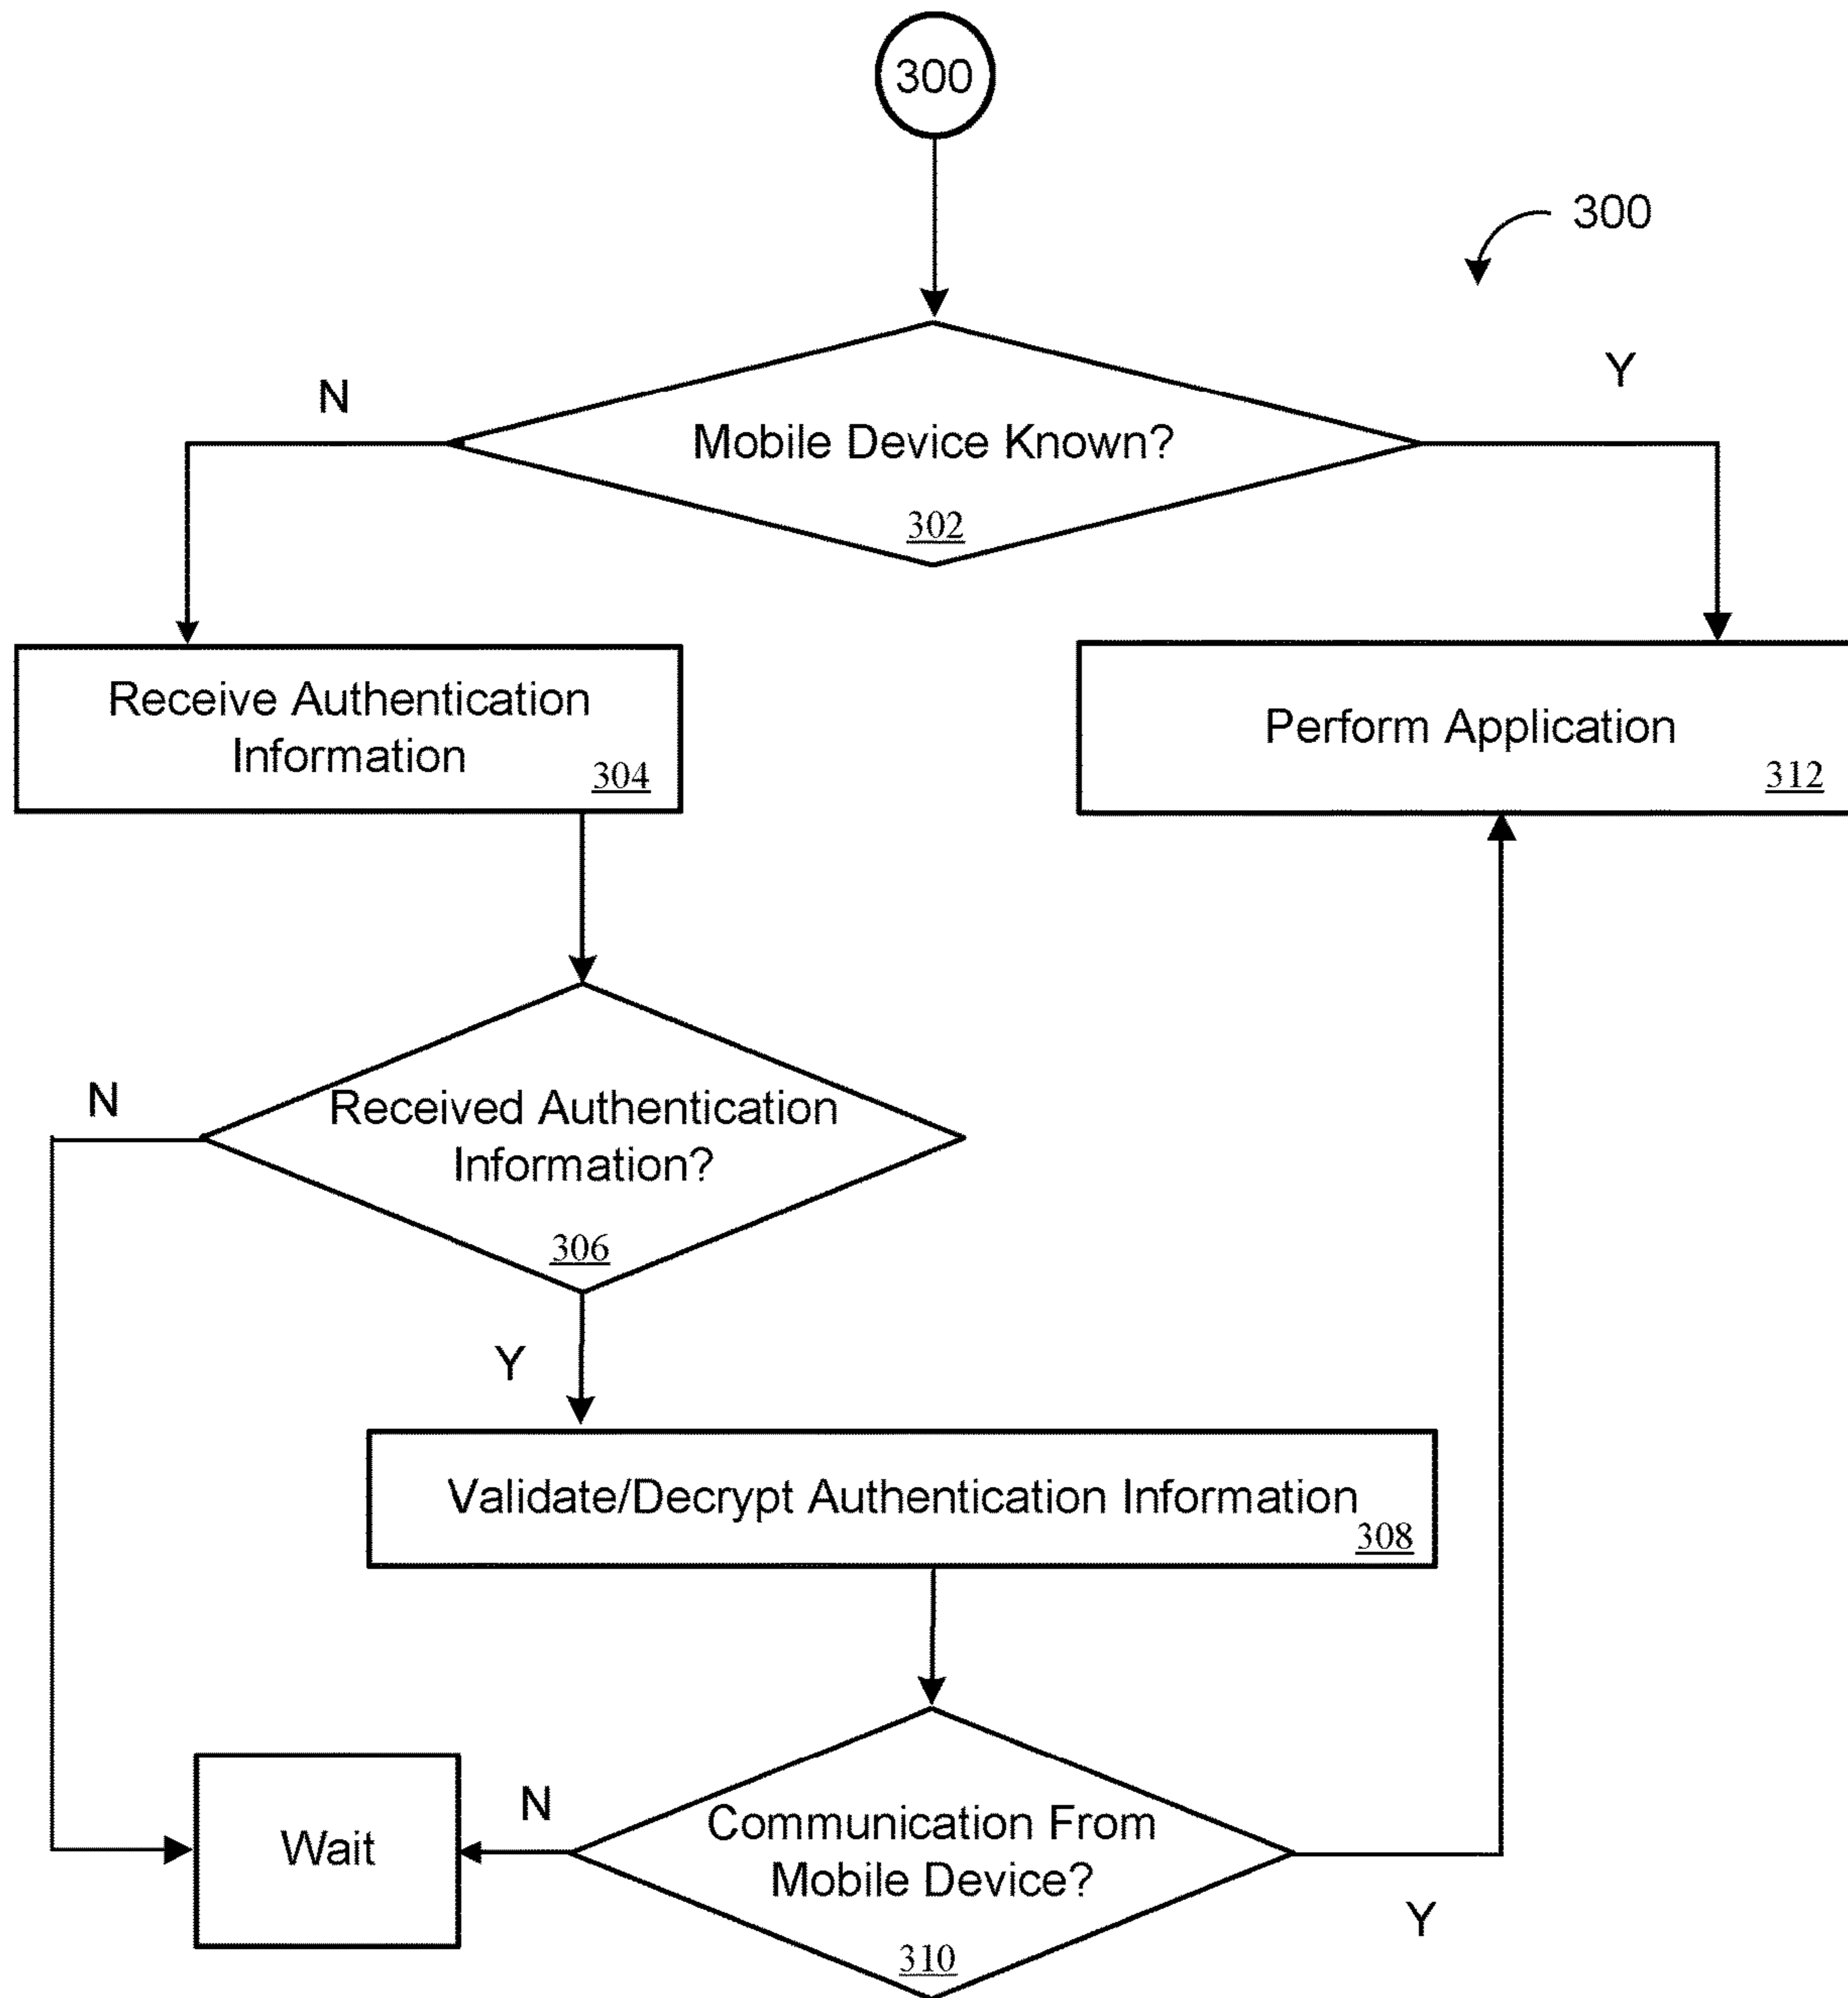 300
300
N
Y
Mobile Device Known?
302
Receive Authentication
Information
304
Perform Application
312
N
Received Authentication
Information?
306
Y
Validate/Decrypt Authentication Information
308
Wait
N
Communication From
Mobile Device?
310
Y